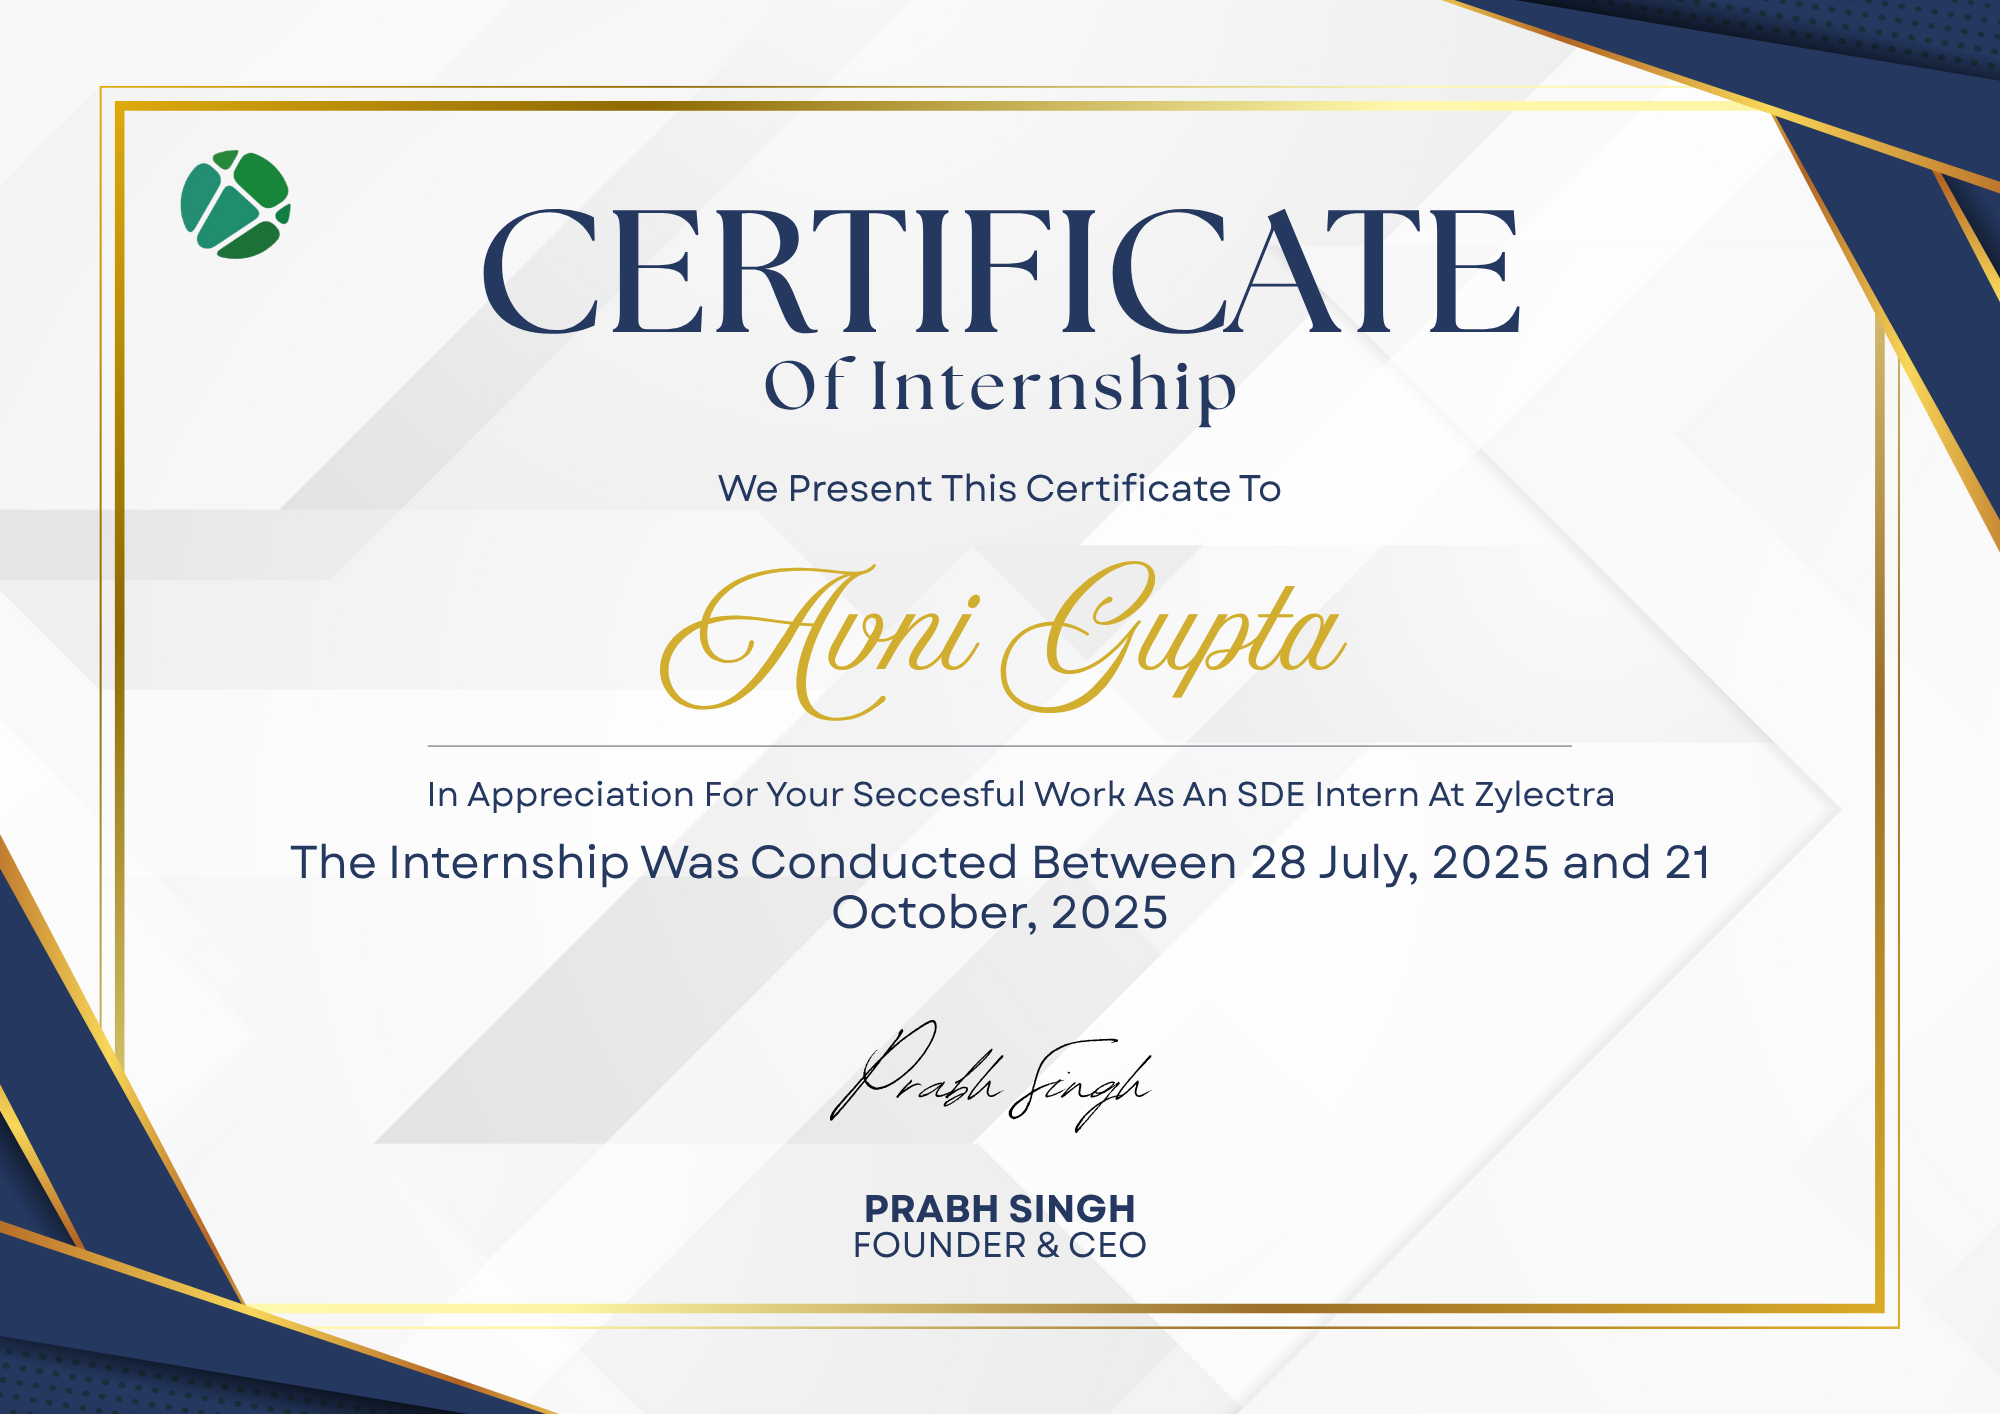 CERTIFICATE
Of Internship
We Present This Certificate To
Avni Gupta
In Appreciation For Your Seccesful Work As An SDE Intern At Zylectra
The Internship Was Conducted Between 28 July, 2025 and 21
October, 2025
Prabh Singh
PRABH SINGH
FOUNDER & CEO